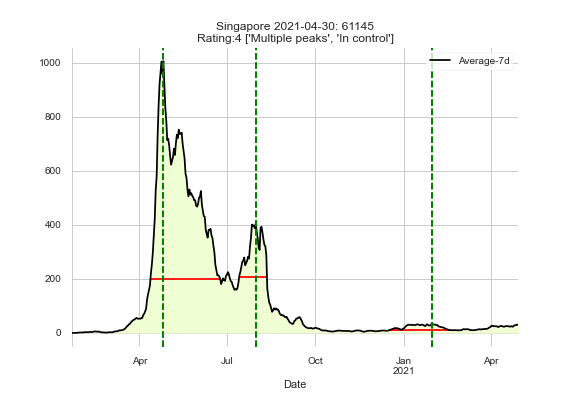 Singapore 2021-04-30: 61145
Rating:4 ['Multiple peaks', 'In control']
Average-7d
1000
800
600
400
200
0
Apr
Jul
Oct
Jan
2021
Apr
Date